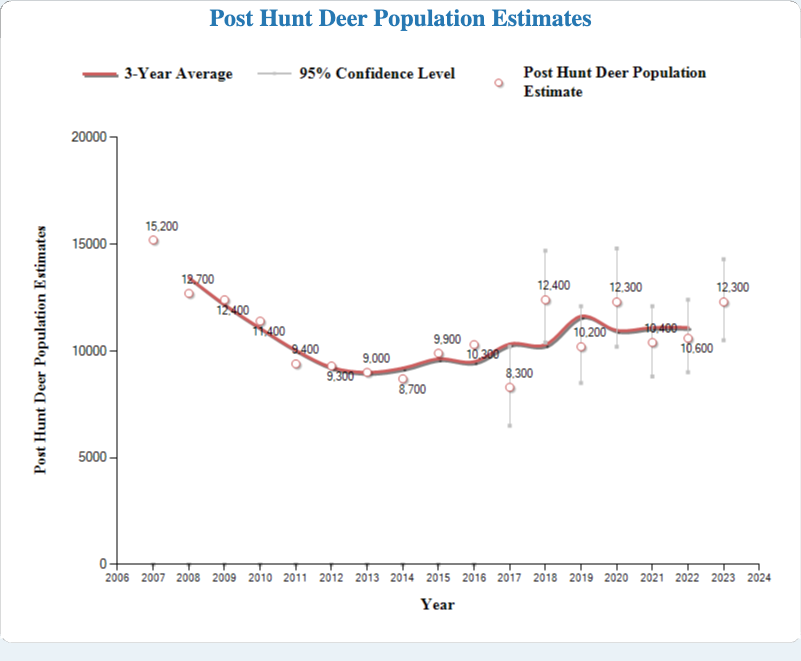 Post Hunt Deer Population Estimates
3-Year Average
95% Confidence Level
Post Hunt Deer Population
Estimate
Post Hunt Deer Population Estimates
20000
15000
10000
5000
0
15,200
12,700
12,400
11,400
9,400
9,300
9,000
8,700
9,900
10,300
8,300
12,400
10,200
12,300
10,400
10,600
12,300
2006 2007 2008 2009 2010 2011 2012 2013 2014 2015 2016 2017 2018 2019 2020 2021 2022 2023 2024
Year